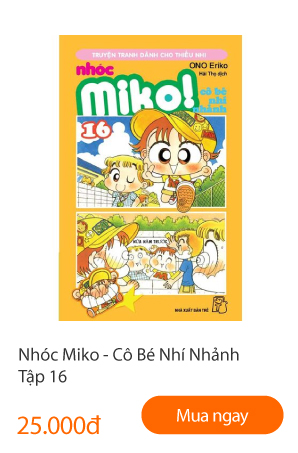 TRUYỆN TRANH DÀNH CHO THIẾU NHI
nhóc
ONO Eriko
Hải Thọ dịch
miko!
cô bé
nhí
nhảnh
16
NHÀ XUẤT BẢN TRẺ
Nhóc Miko - Cô Bé Nhí Nhảnh
Tập 16
25.000đ
Mua ngay